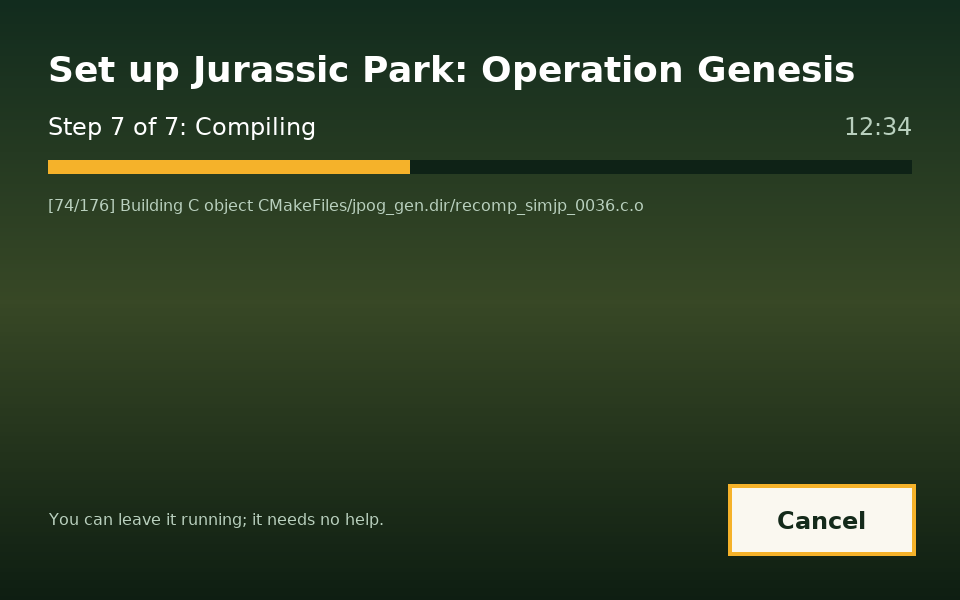 Set up Jurassic Park: Operation Genesis
Step 7 of 7: Compiling 12:34
[74/176] Building C object CMakeFiles/jpog_gen.dir/recomp_simjp_0036.c.o
You can leave it running; it needs no help.
Cancel